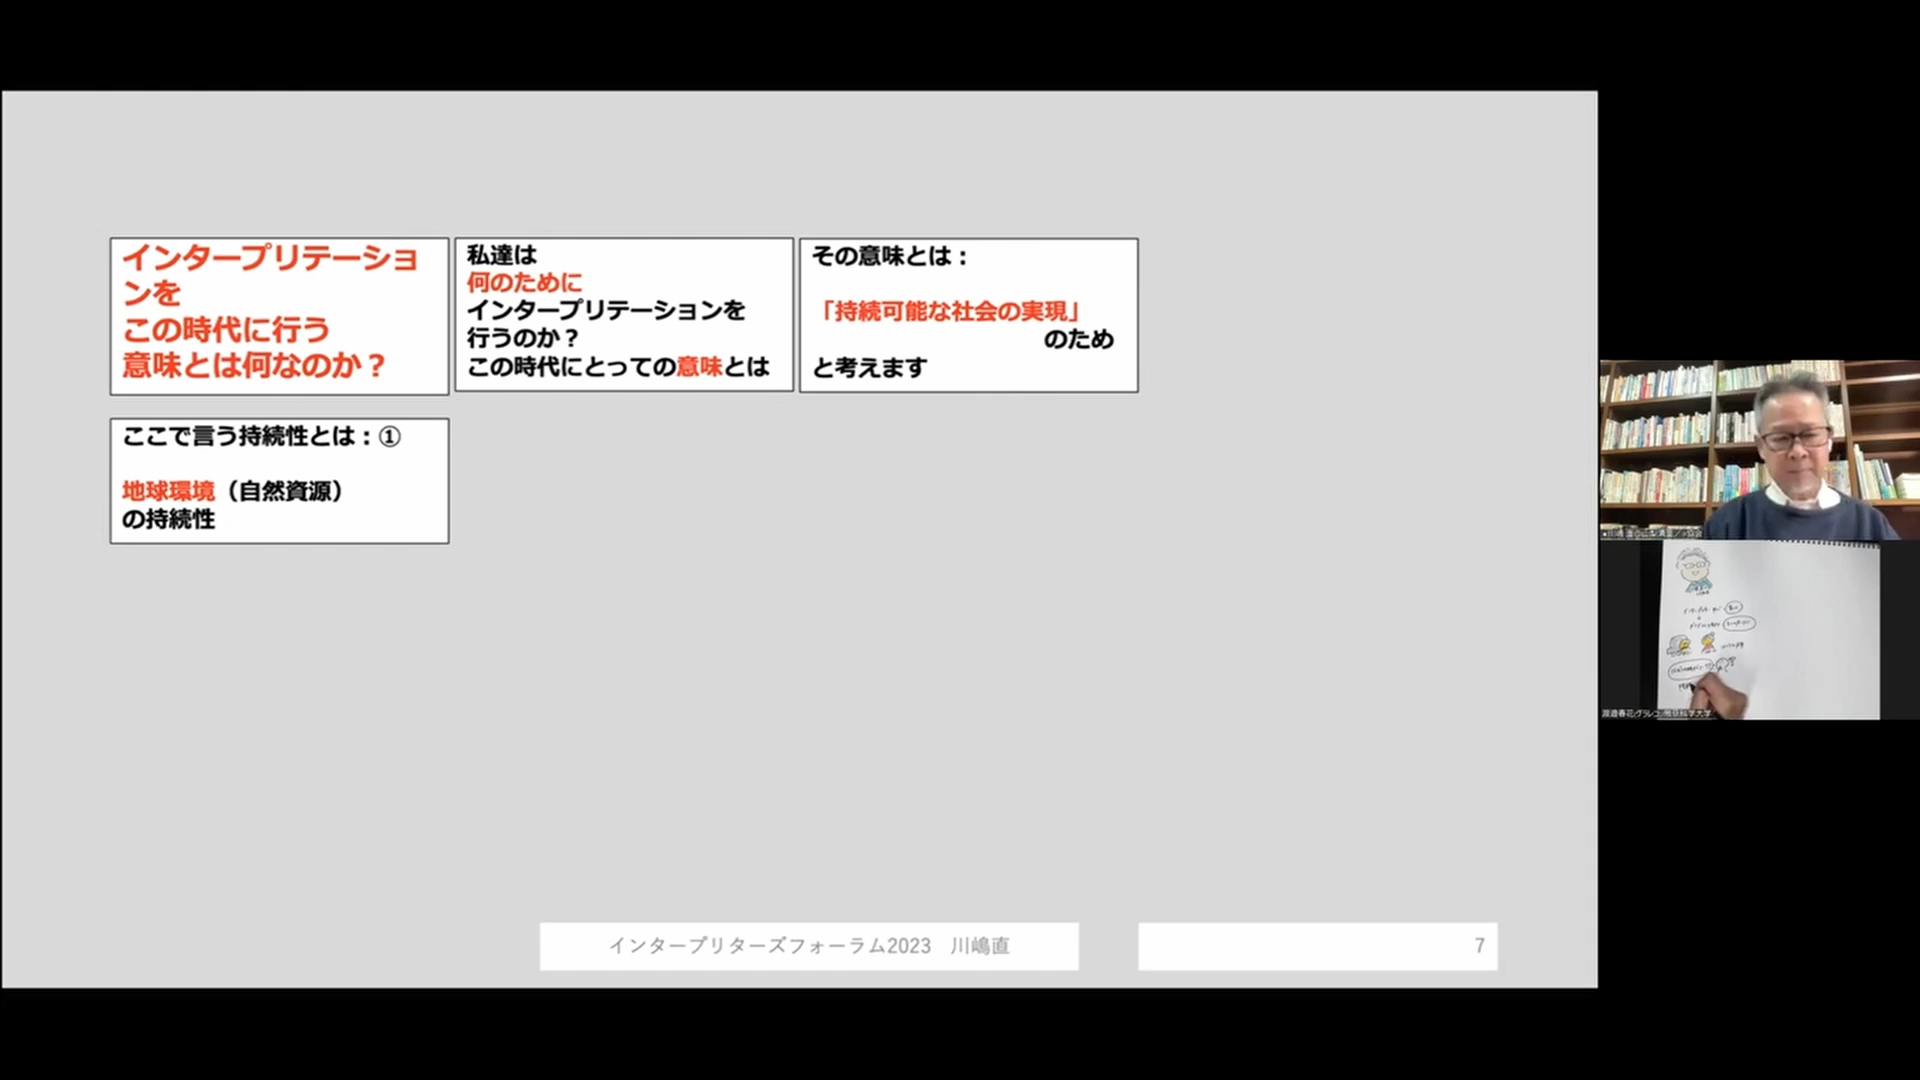 インタープリテーショ
ンを
この時代に行う
意味とは何なのか？
私達は
何のために
インタープリテーションを
行うのか？
この時代にとっての意味とは
その意味とは：
「持続可能な社会の実現」
のため
と考えます
ここで言う持続性とは：①
地球環境（自然資源）
の持続性
インタープリターズフォーラム2023　川嶋直
7